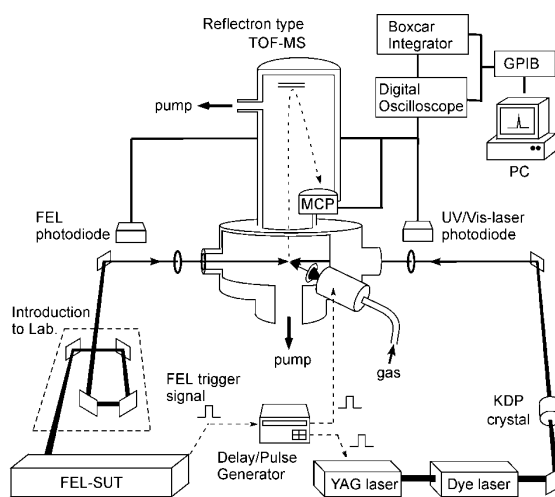 Reflectron type
TOF-MS
Boxcar
Integrator
GPIB
Digital
Oscilloscope
pump
PC
MCP
FEL
photodiode
UV/Vis-laser
photodiode
Introduction
to Lab.
pump
gas
FEL trigger
signal
KDP
crystal
Delay/Pulse
Generator
FEL-SUT
YAG laser
Dye laser